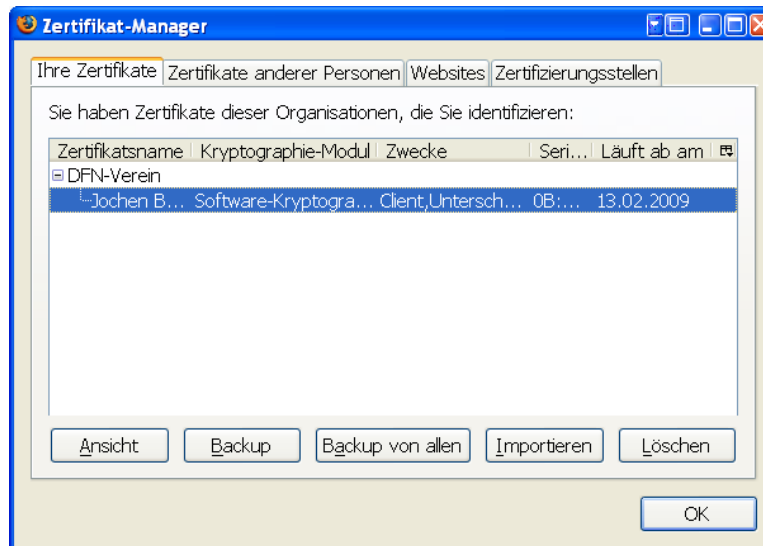 Zertifikat-Manager
Ihre Zertifikate Zertifikate anderer Personen Websites Zertifizierungsstellen
Sie haben Zertifikate dieser Organisationen, die Sie identifizieren:
Zertifikatsname Kryptographie-Modul Zwecke Seri... Läuft ab am
DFN-Verein
Jochen B... Software-Kryptogra... Client,Untersch... 0B:... 13.02.2009
Ansicht Backup Backup von allen Importieren Löschen
OK